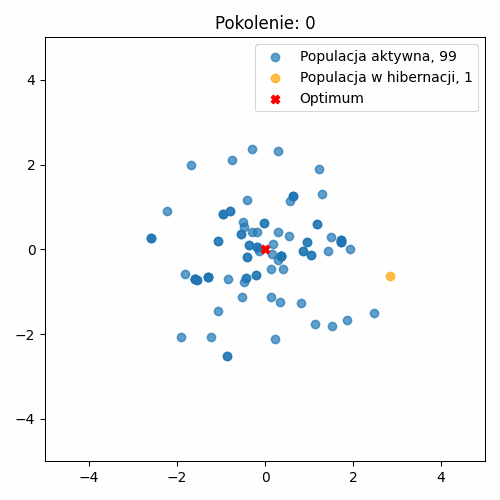 Pokolenie: 0
Populacja aktywna, 99
Populacja w hibernacji, 1
Optimum
4
2
0
−2
−4
−4
−2
0
2
4